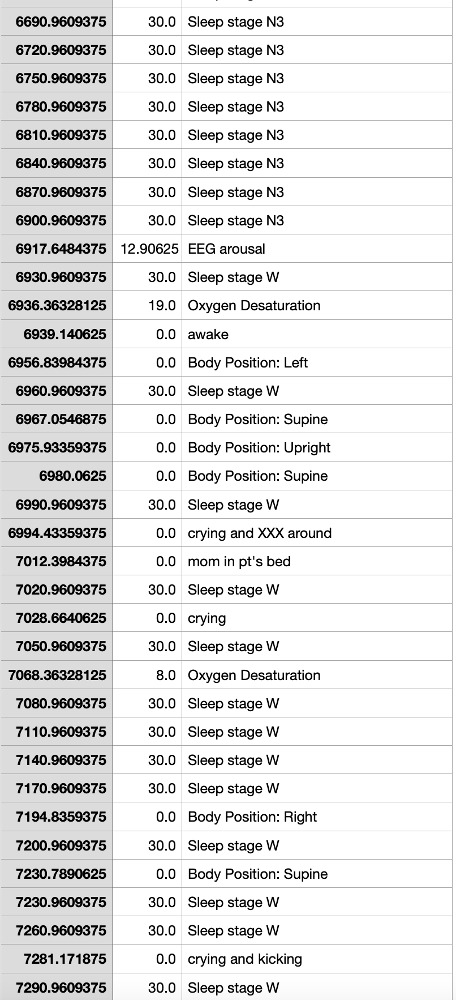 6690.9609375 30.0 Sleep stage N3
6720.9609375 30.0 Sleep stage N3
6750.9609375 30.0 Sleep stage N3
6780.9609375 30.0 Sleep stage N3
6810.9609375 30.0 Sleep stage N3
6840.9609375 30.0 Sleep stage N3
6870.9609375 30.0 Sleep stage N3
6900.9609375 30.0 Sleep stage N3
6917.6484375 12.90625 EEG arousal
6930.9609375 30.0 Sleep stage W
6936.36328125 19.0 Oxygen Desaturation
6939.140625 0.0 awake
6956.83984375 0.0 Body Position: Left
6960.9609375 30.0 Sleep stage W
6967.0546875 0.0 Body Position: Supine
6975.93359375 0.0 Body Position: Upright
6980.0625 0.0 Body Position: Supine
6990.9609375 30.0 Sleep stage W
6994.43359375 0.0 crying and XXX around
7012.3984375 0.0 mom in pt's bed
7020.9609375 30.0 Sleep stage W
7028.6640625 0.0 crying
7050.9609375 30.0 Sleep stage W
7068.36328125 8.0 Oxygen Desaturation
7080.9609375 30.0 Sleep stage W
7110.9609375 30.0 Sleep stage W
7140.9609375 30.0 Sleep stage W
7170.9609375 30.0 Sleep stage W
7194.8359375 0.0 Body Position: Right
7200.9609375 30.0 Sleep stage W
7230.7890625 0.0 Body Position: Supine
7230.9609375 30.0 Sleep stage W
7260.9609375 30.0 Sleep stage W
7281.171875 0.0 crying and kicking
7290.9609375 30.0 Sleep stage W